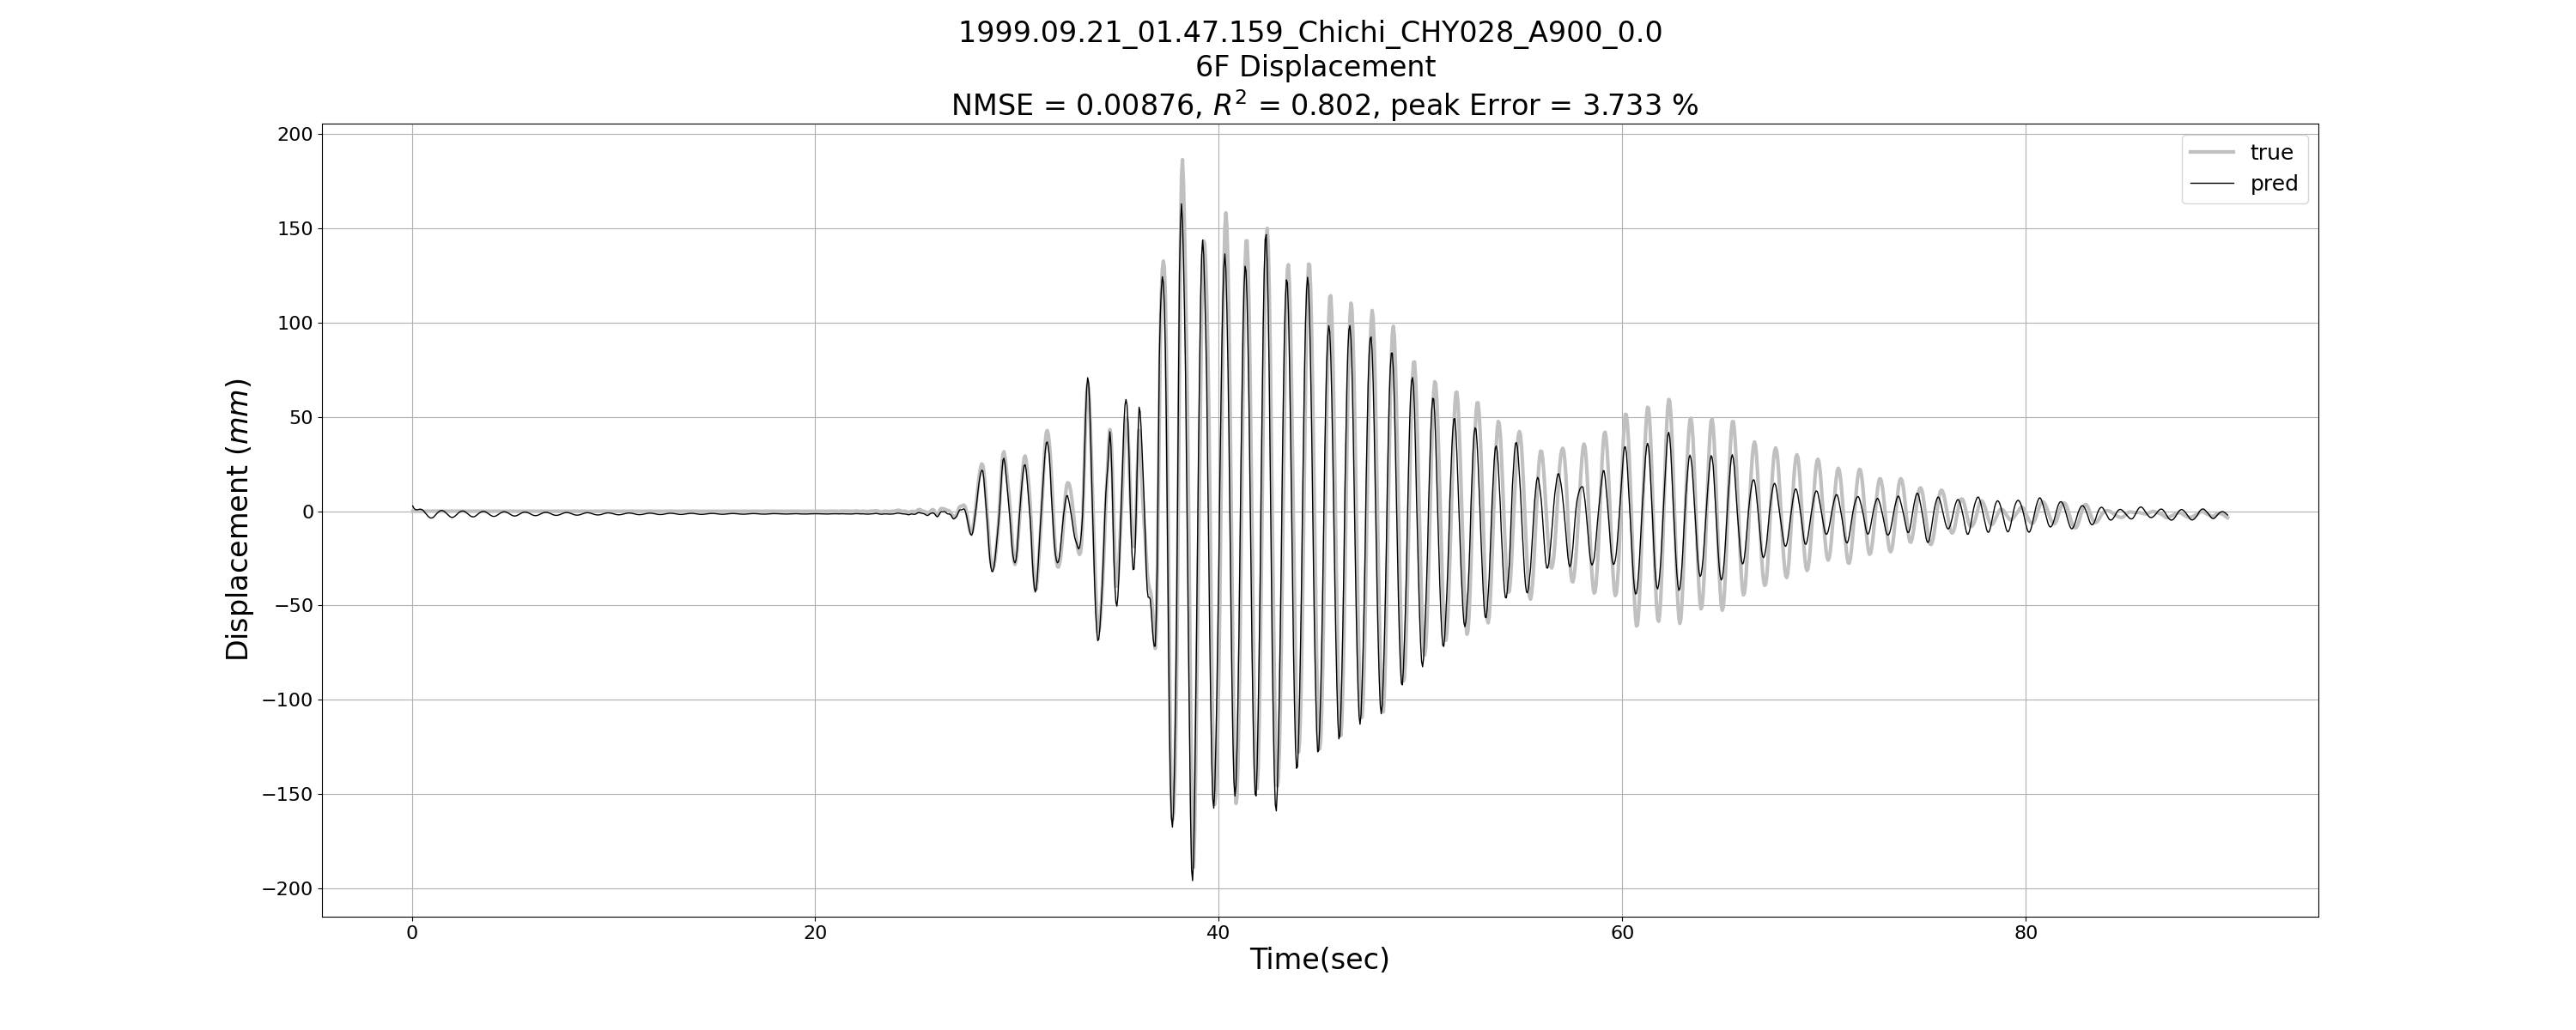 1999.09.21_01.47.159_Chichi_CHY028_A900_0.0
6F Displacement
NMSE = 0.00876, R² = 0.802, peak Error = 3.733 %
true
pred
Displacement (mm)
200
150
100
50
0
−50
−100
−150
−200
0
20
40
60
80
Time(sec)